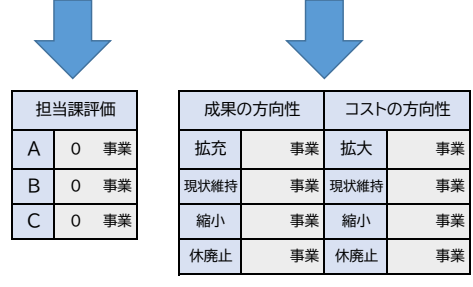 担当課評価
A 0 事業
B 0 事業
C 0 事業
成果の方向性 コストの方向性
拡充 事業 拡大 事業
現状維持 事業 現状維持 事業
縮小 事業 縮小 事業
休廃止 事業 休廃止 事業